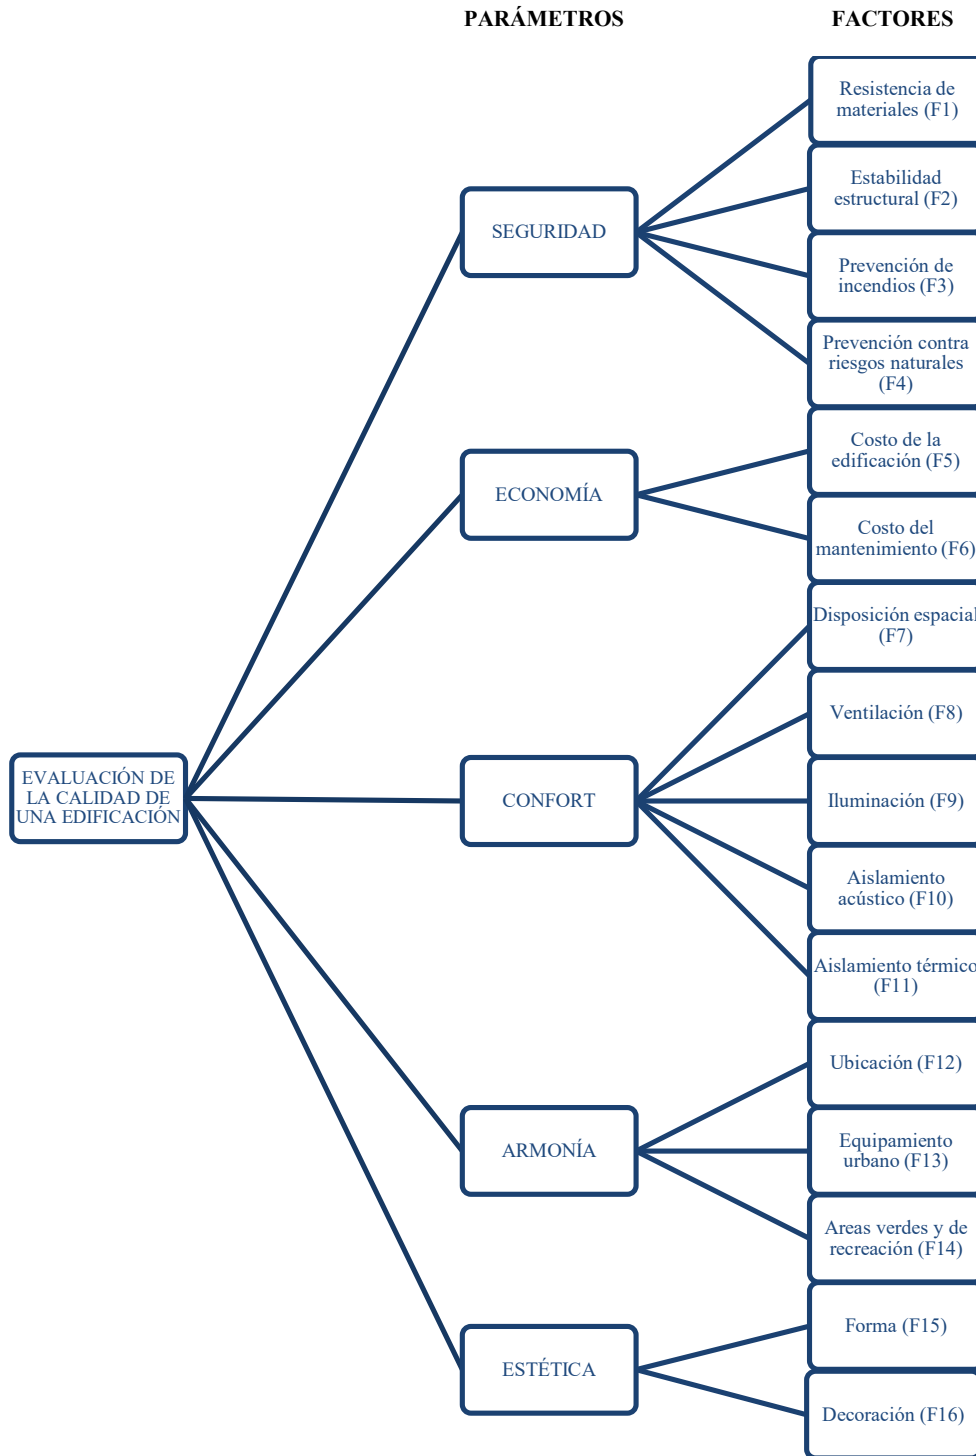 PARÁMETROS
FACTORES
Resistencia de
materiales (F1)
Estabilidad
estructural (F2)
SEGURIDAD
Prevención de
incendios (F3)
Prevención contra
riesgos naturales
(F4)
Costo de la
edificación (F5)
ECONOMÍA
Costo del
mantenimiento (F6)
Disposición espacial
(F7)
Ventilación (F8)
EVALUACIÓN DE
LA CALIDAD DE
UNA EDIFICACIÓN
CONFORT
Iluminación (F9)
Aislamiento
acústico (F10)
Aislamiento térmico
(F11)
Ubicación (F12)
ARMONÍA
Equipamiento
urbano (F13)
Areas verdes y de
recreación (F14)
Forma (F15)
ESTÉTICA
Decoración (F16)